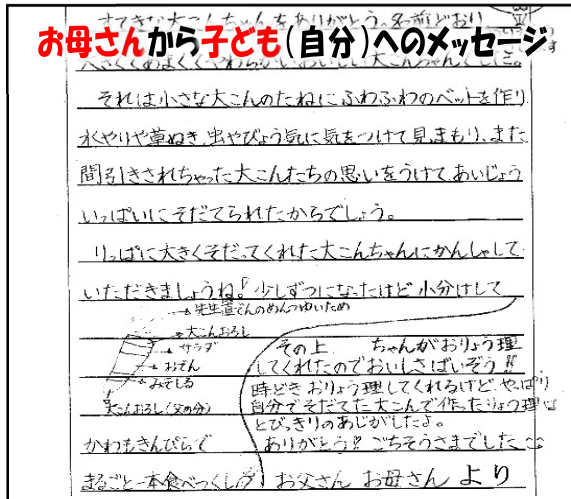 すてきな大こんちゃんをありがとう。名前どおり
お母さんから子ども(自分)へのメッセージ
大きくてあまくてやわらかいおいしい大こんちゃんでした。
それは小さな大こんのたねにふわふわのベットを作り
水やりや草ぬき、虫やびょう気に気をつけて見まもり、また
間引きされちゃった大こんたちの思いをうけて、あいじょう
いっぱいにそだてられたからでしょう。
りっぱに大きくそだってくれた大こんちゃんにかんしゃして
いただきましょうね! 少しずつになったけど 小分けして
→先生直でんのめんつゆいため
→大こんおろし
→サラダ
→おでん
→みそしる
大こんおろし(父の分)
かわもきんぴらで
まるごと一本食べつくし
その上 ちゃんがおりょう理
してくれたのでおいしさばいぞう!!
時どきおりょう理してくれるけど、やっぱり
自分でそだてた大こんで作ったりょう理は
とびっきりのあじがしたよ。
ありがとう!! ごちそうさまでした
お父さん お母さん より